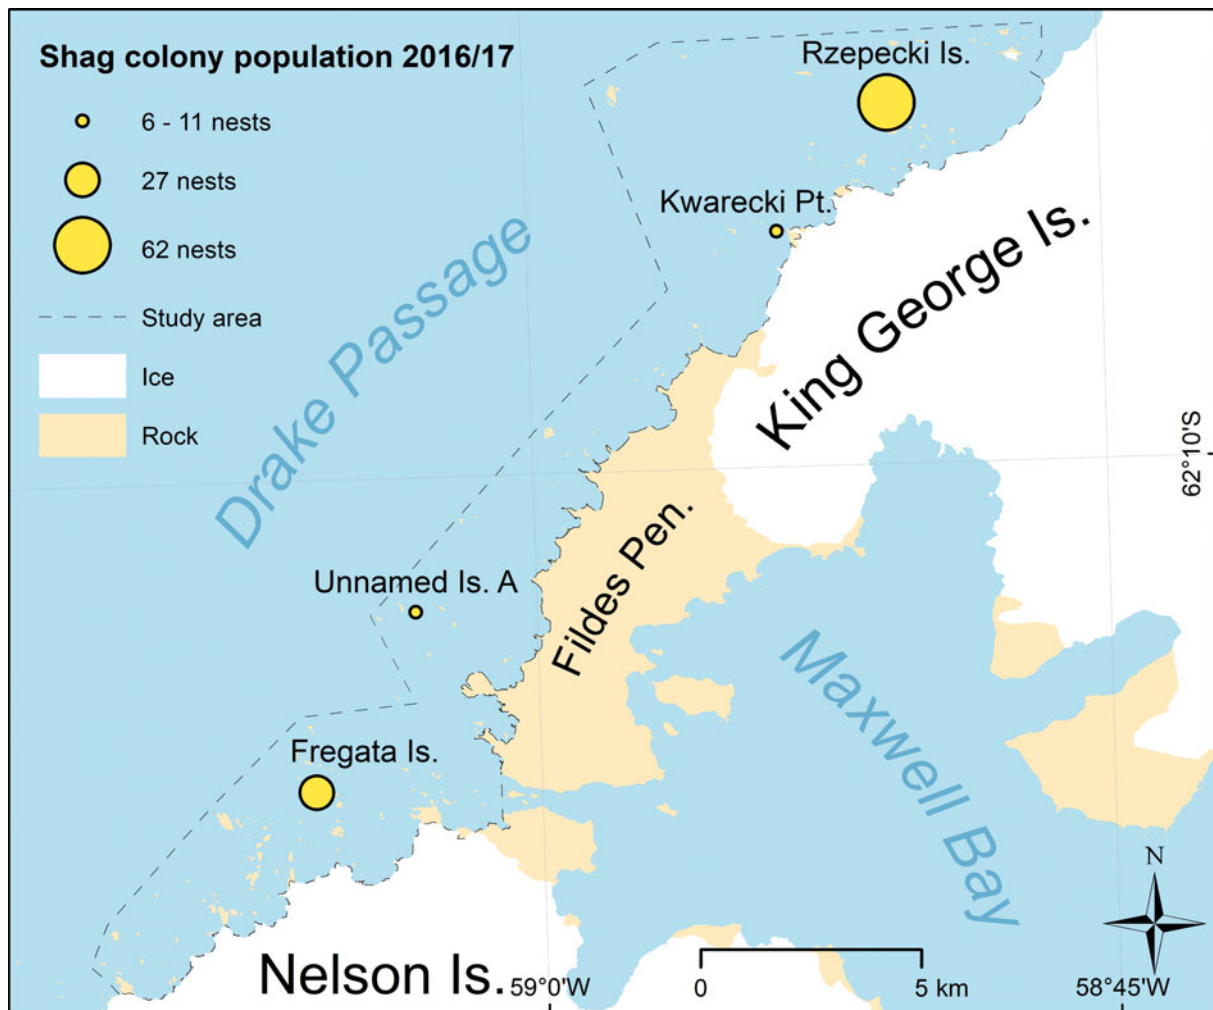 Shag colony population 2016/17
6 - 11 nests
27 nests
62 nests
Study area
Ice
Rock
Rzepecki Is.
Kwarecki Pt.
King George Is.
Drake Passage
62°10'S
Fildes Pen.
Unnamed Is. A
Maxwell Bay
Fregata Is.
N
Nelson Is.
59°0'W
0 5 km
58°45'W